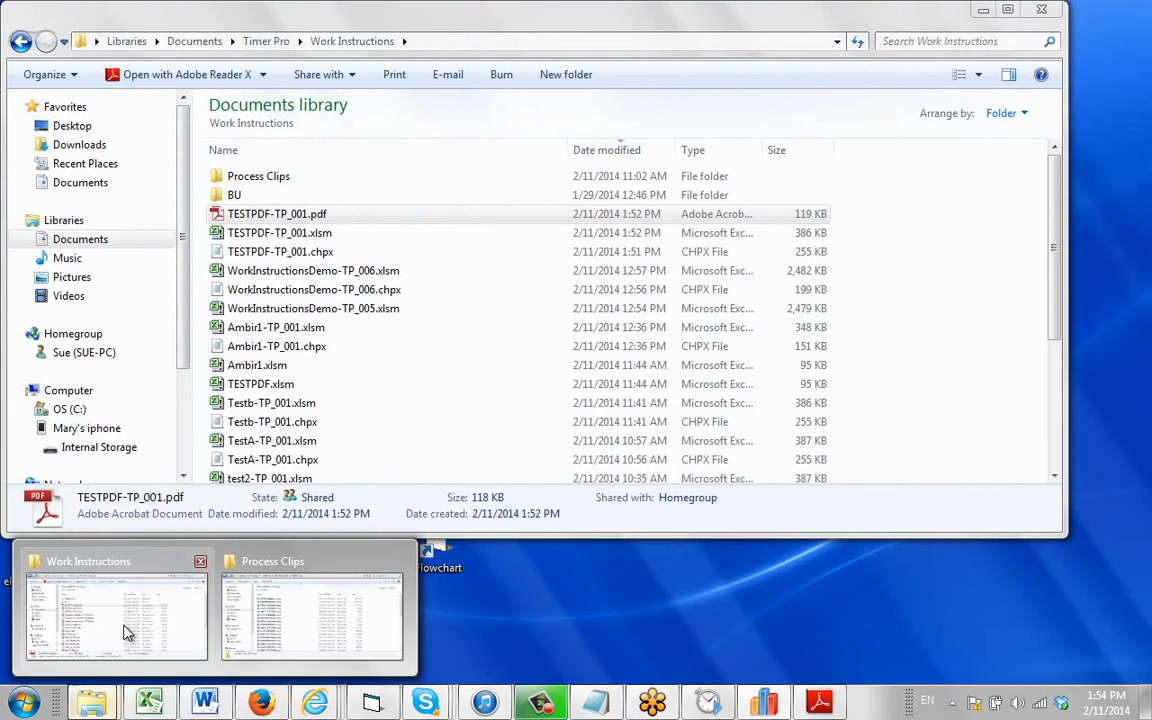 Libraries Documents Timer Pro Work Instructions
Search Work Instructions
Organize Open with Adobe Reader X Share with Print E-mail Burn New folder
Favorites
Desktop
Downloads
Recent Places
Documents
Libraries
Documents
Music
Pictures
Videos
Homegroup
Sue (SUE-PC)
Computer
OS (C:)
Mary's iphone
Internal Storage
Documents library
Work Instructions
Arrange by: Folder
Name Date modified Type Size
Process Clips 2/11/2014 11:02 AM File folder
BU 1/29/2014 12:46 PM File folder
TESTPDF-TP_001.pdf 2/11/2014 1:52 PM Adobe Acrob... 119 KB
TESTPDF-TP_001.xlsm 2/11/2014 1:52 PM Microsoft Exc... 386 KB
TESTPDF-TP_001.chpx 2/11/2014 1:51 PM CHPX File 255 KB
WorkInstructionsDemo-TP_006.xlsm 2/11/2014 12:57 PM Microsoft Exc... 2,482 KB
WorkInstructionsDemo-TP_006.chpx 2/11/2014 12:56 PM CHPX File 199 KB
WorkInstructionsDemo-TP_005.xlsm 2/11/2014 12:54 PM Microsoft Exc... 2,479 KB
Ambir1-TP_001.xlsm 2/11/2014 12:36 PM Microsoft Exc... 348 KB
Ambir1-TP_001.chpx 2/11/2014 12:36 PM CHPX File 151 KB
Ambir1.xlsm 2/11/2014 11:44 AM Microsoft Exc... 95 KB
TESTPDF.xlsm 2/11/2014 11:44 AM Microsoft Exc... 95 KB
Testb-TP_001.xlsm 2/11/2014 11:41 AM Microsoft Exc... 386 KB
Testb-TP_001.chpx 2/11/2014 11:41 AM CHPX File 255 KB
TestA-TP_001.xlsm 2/11/2014 10:57 AM Microsoft Exc... 387 KB
TestA-TP_001.chpx 2/11/2014 10:56 AM CHPX File 255 KB
test2-TP_001.xlsm 2/11/2014 10:35 AM Microsoft Exc... 387 KB
PDF TESTPDF-TP_001.pdf State: Shared Size: 118 KB Shared with: Homegroup
Adobe Acrobat Document Date modified: 2/11/2014 1:52 PM Date created: 2/11/2014 1:52 PM
Work Instructions Process Clips
Flowchart
EN 1:54 PM
2/11/2014